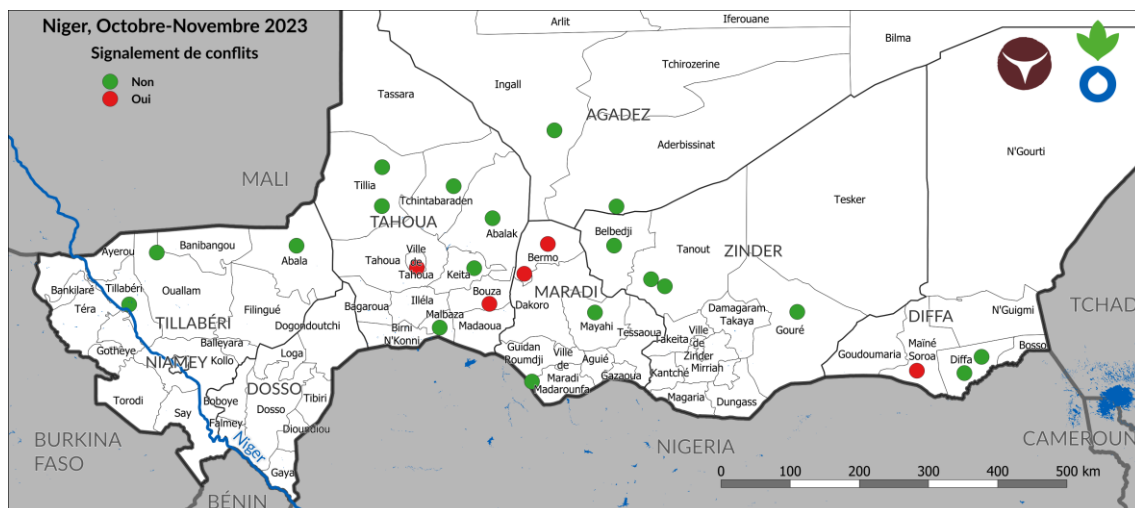 Niger, Octobre-Novembre 2023
Signalement de conflits
Non
Oui
Arlit
Iferouane
Bilma
Ingall
Tchirozerine
Tassara
AGADEZ
Aderbissinat
N'Gourti
MALI
Tillia
Tchintabaraden
Tesker
TAHOUA
Abalak
Belbedji
Tanout
ZINDER
Ayerou
Banibangou
Abala
Tahoua
Ville
de
Tahoua
Keita
Bermo
Bankilaré
Tillabéri
Ouallam
Téra
Filingué
Bagaroua
Illéla
Bouza
Dakoro
MARADI
TILLABÉRI
Dogondoutchi
Malbaza
Birni
N'Konni
Madaoua
Mayahi
Tessaoua
Damagaram
Takaya
Gouré
DIFFA
N'Guigmi
TCHAD
Gotheye
NIAMEY
Balleyara
Kollo
Loga
Guidan
Roumdji
Ville
de
Maradi
Madarounfa
Aguié
Gazaoua
Takeita
Ville
de
Zinder
Mirriah
Kantché
Magaria
Dungass
Goudoumaria
Maïné
Soroa
Diffa
Bosso
Torodi
Say
Boboye
DOSSO
Dosso
Tibiri
Falmey
Dioundiou
Gaya
Niger
BURKINA
FASO
BÉNIN
NIGERIA
CAMEROUN
0 100 200 300 400 500 km